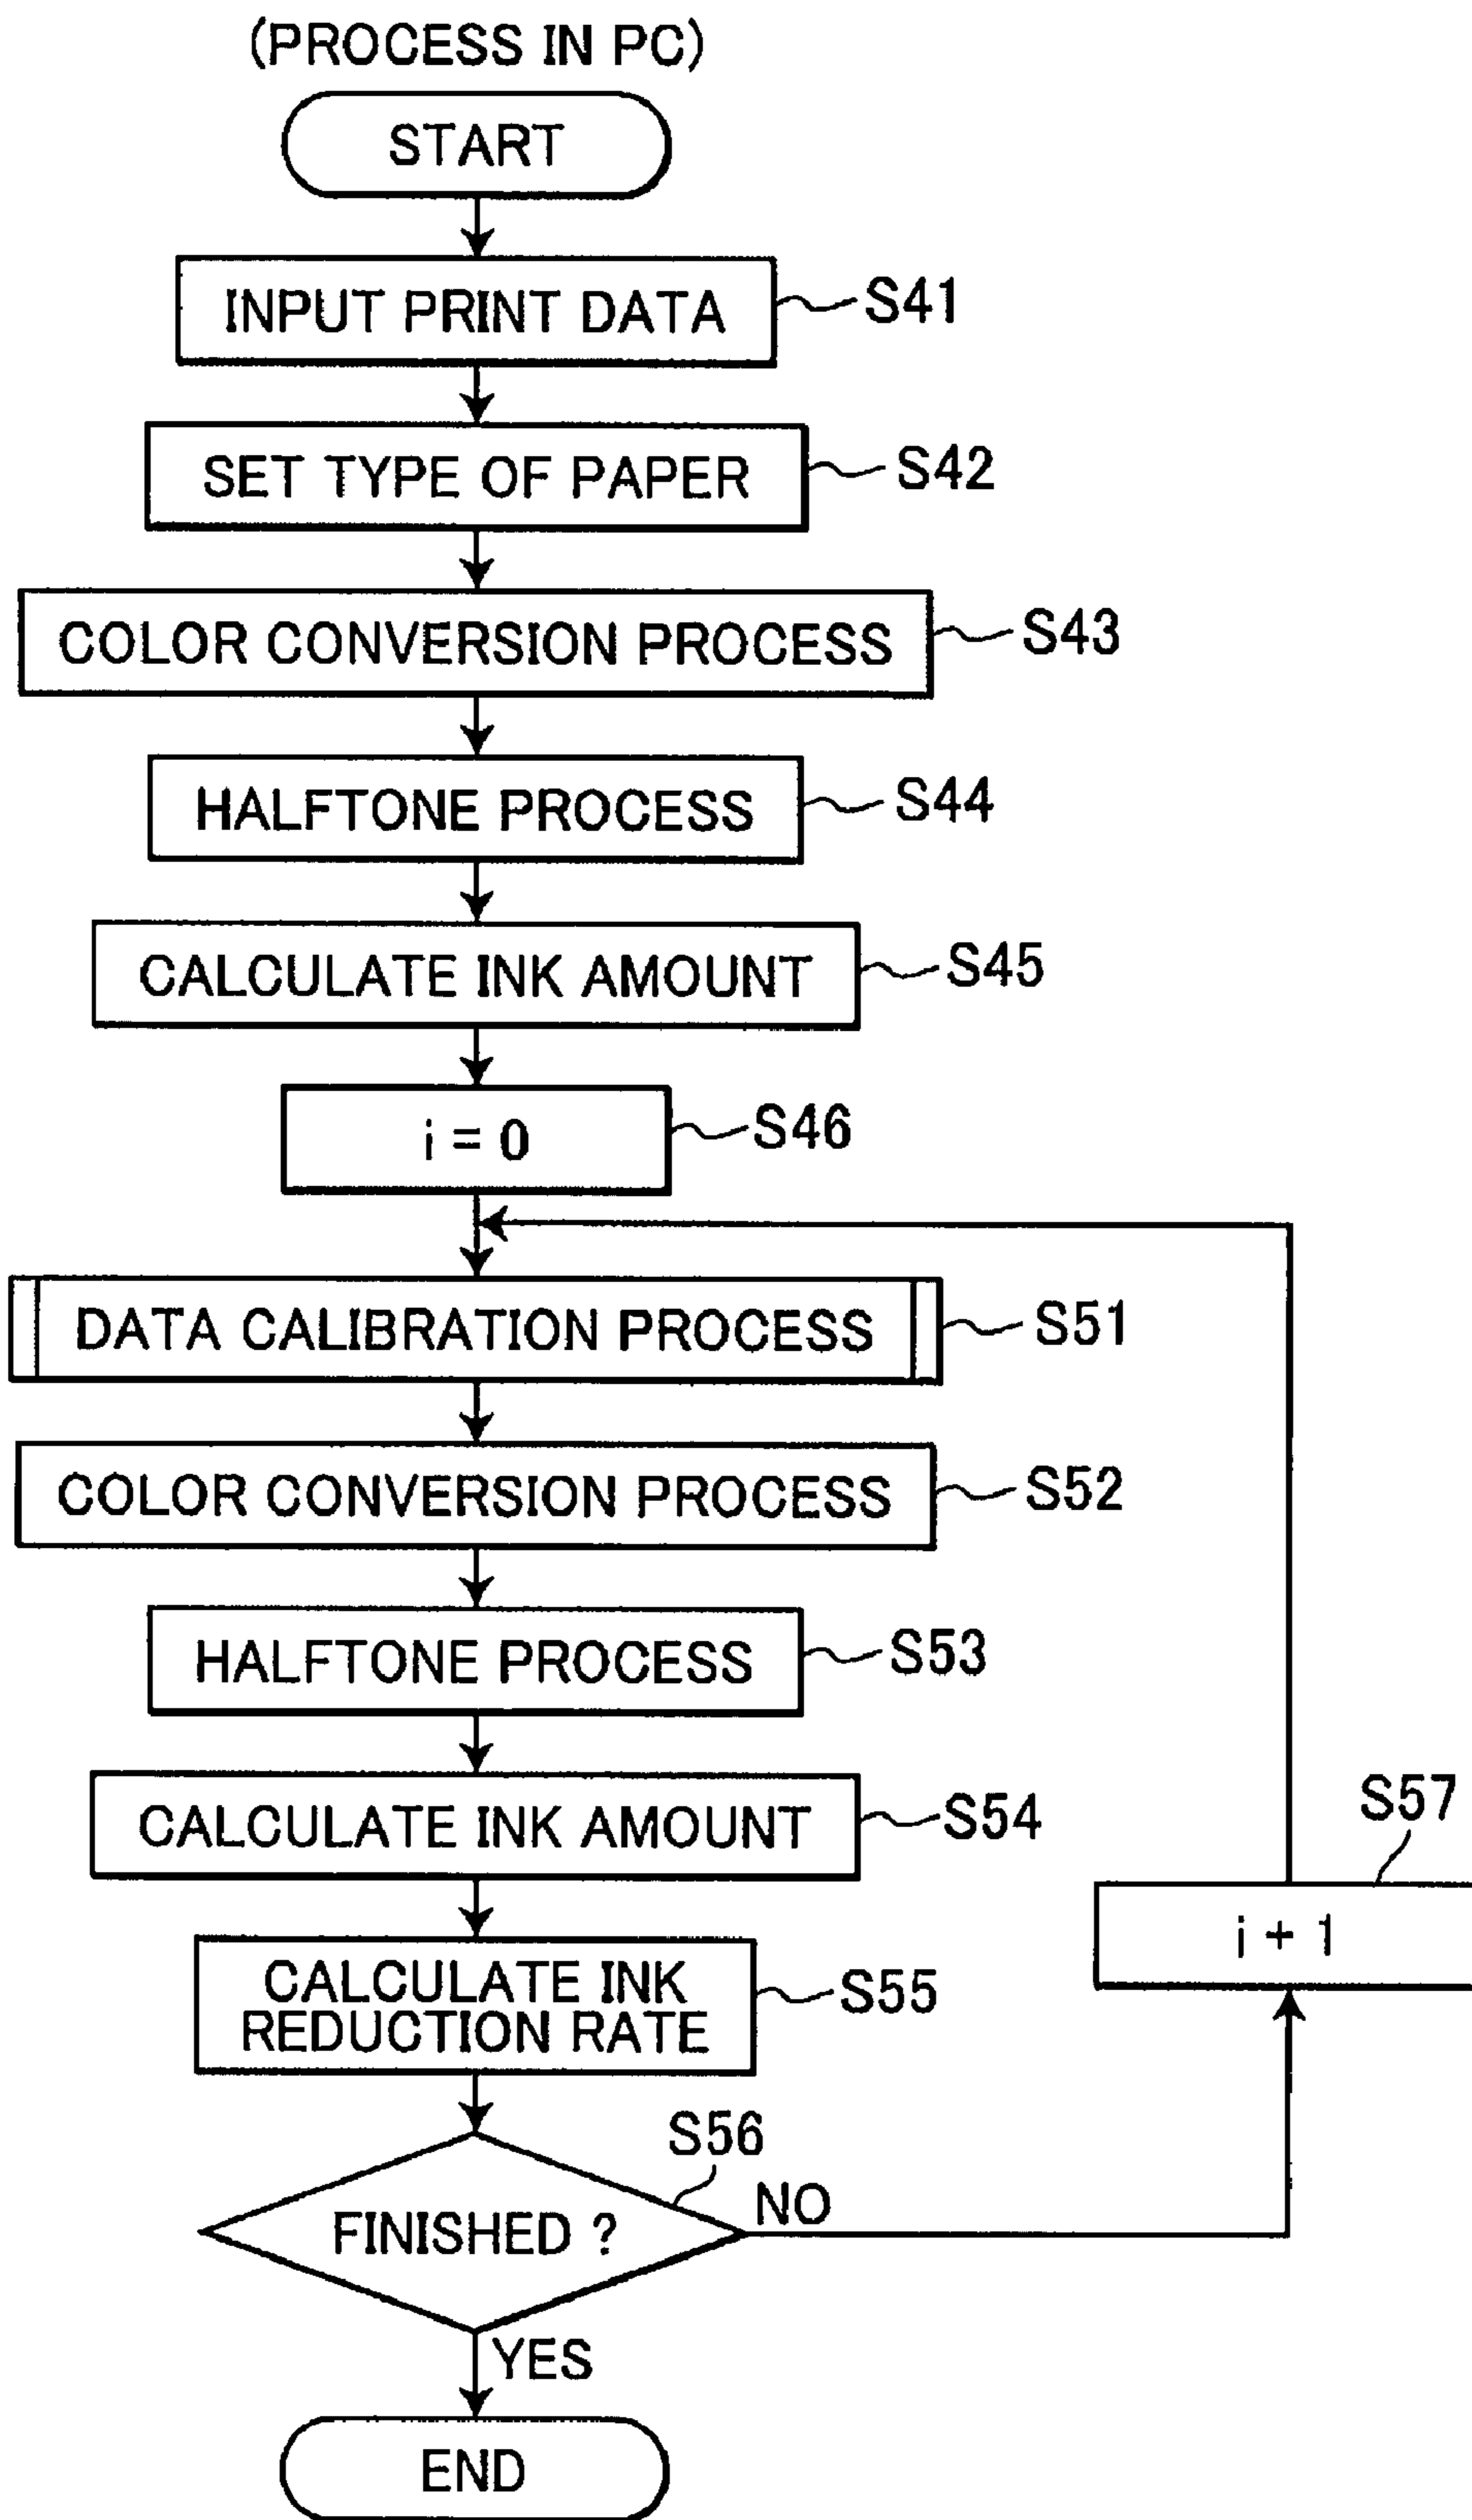 (PROCESS IN PC)
START
INPUT PRINT DATA
S41
SET TYPE OF PAPER
S42
COLOR CONVERSION PROCESS
S43
HALFTONE PROCESS
S44
CALCULATE INK AMOUNT
S45
i = 0
S46
DATA CALIBRATION PROCESS
S51
COLOR CONVERSION PROCESS
S52
HALFTONE PROCESS
S53
CALCULATE INK AMOUNT
S54
S57
i + 1
CALCULATE INK
REDUCTION RATE
S55
S56
FINISHED ?
NO
YES
END